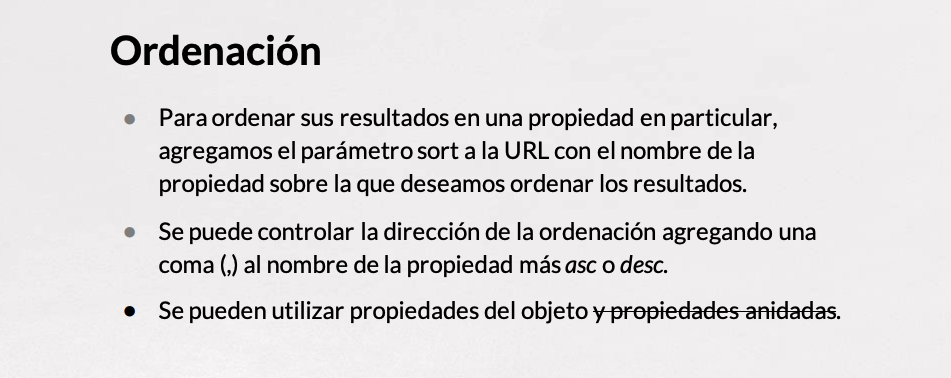 Ordenación
Para ordenar sus resultados en una propiedad en particular,
agregamos el parámetro sort a la URL con el nombre de la
propiedad sobre la que deseamos ordenar los resultados.
Se puede controlar la dirección de la ordenación agregando una
coma (,) al nombre de la propiedad más asc o desc.
Se pueden utilizar propiedades del objeto y propiedades anidadas.